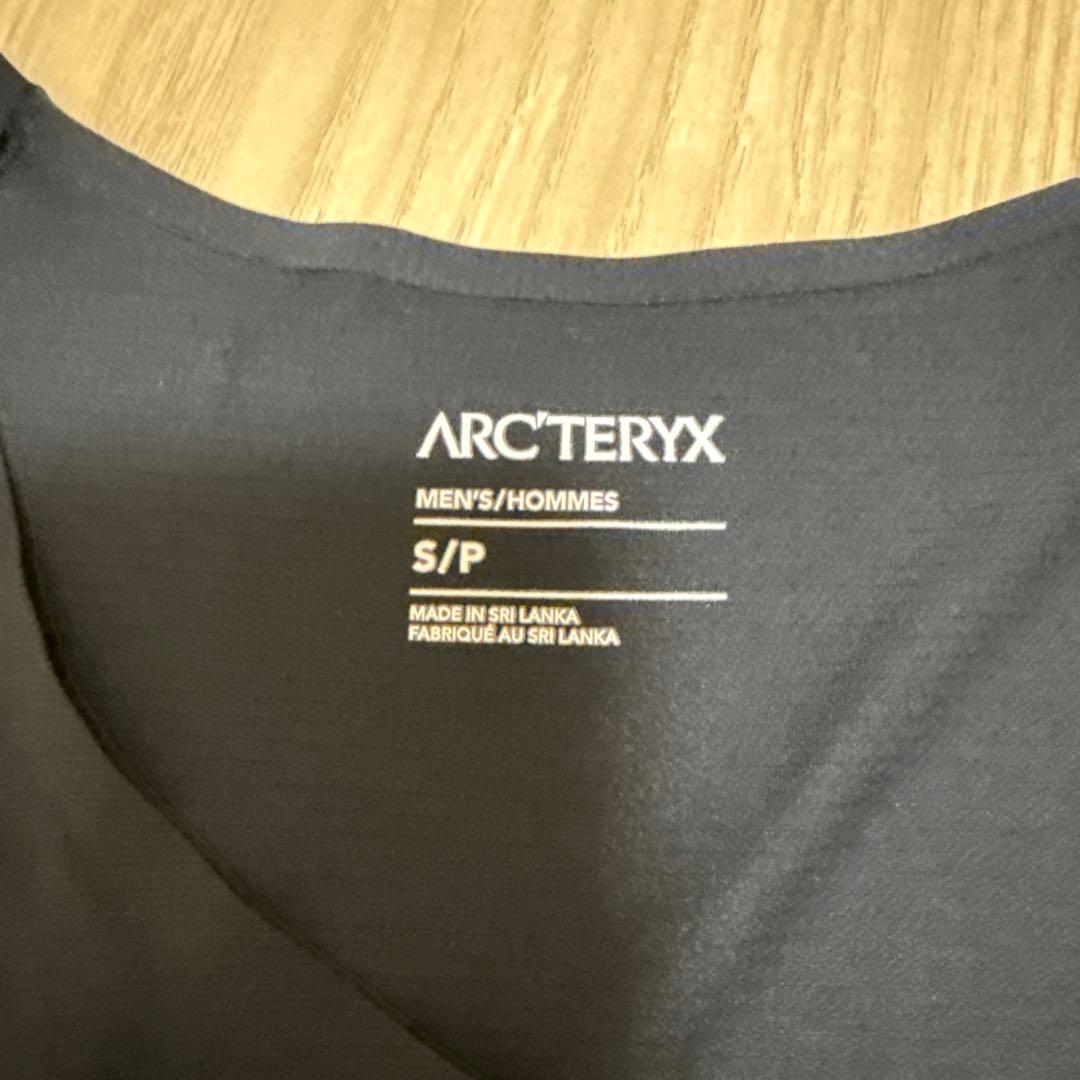 ARC'TERYX
MEN'S/HOMMES
S/P
MADE IN SRI LANKA
FABRIQUÉ AU SRI LANKA